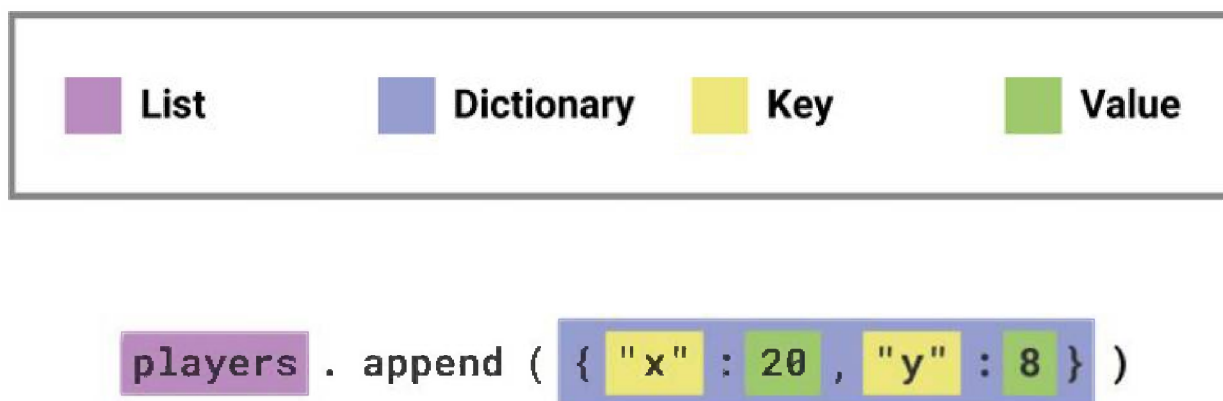 List Dictionary Key Value
players . append ( { "x" : 20 , "y" : 8 } )